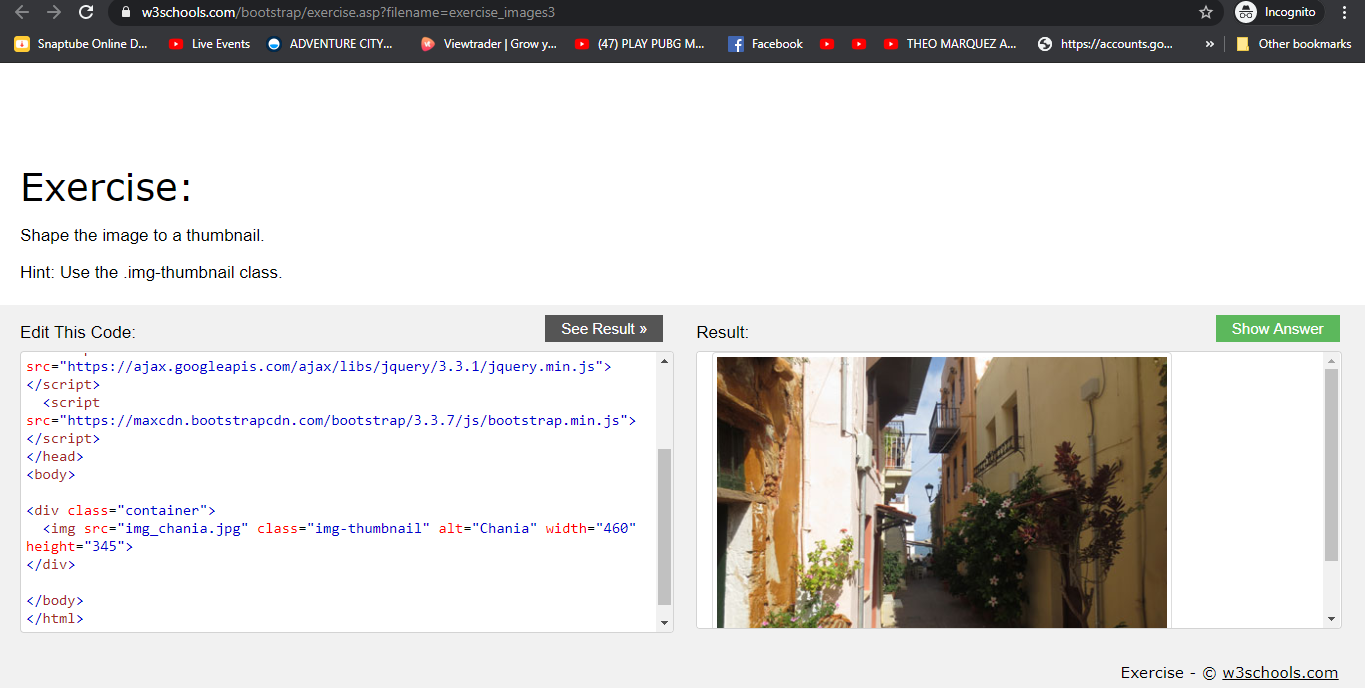 w3schools.com/bootstrap/exercise.asp?filename=exercise_images3
Incognito
Snaptube Online D...
Live Events
ADVENTURE CITY...
Viewtrader | Grow y...
(47) PLAY PUBG M...
Facebook
THEO MARQUEZ A...
https://accounts.go...
»
Other bookmarks
Exercise:
Shape the image to a thumbnail.
Hint: Use the .img-thumbnail class.
Edit This Code:
See Result »
src="https://ajax.googleapis.com/ajax/libs/jquery/3.3.1/jquery.min.js">
</script>
<script
src="https://maxcdn.bootstrapcdn.com/bootstrap/3.3.7/js/bootstrap.min.js">
</script>
</head>
<body>
<div class="container">
<img src="img_chania.jpg" class="img-thumbnail" alt="Chania" width="460"
height="345">
</div>
</body>
</html>
Result:
Show Answer
Exercise - © w3schools.com